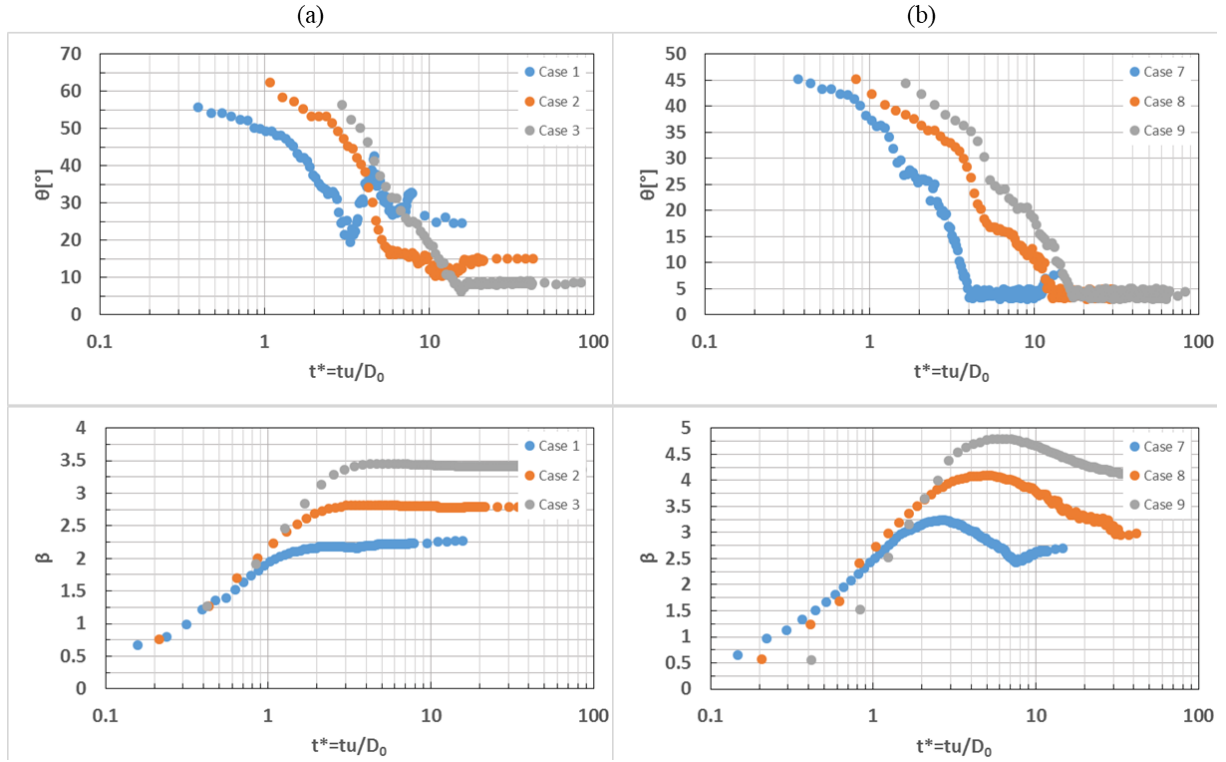 (a) (b)
70
60
50
40
30
20
10
0
θ[°]
0.1 1 10 100
t*=tu/D₀
Case 1
Case 2
Case 3
50
45
40
35
30
25
20
15
10
5
0
θ[°]
0.1 1 10 100
t*=tu/D₀
Case 7
Case 8
Case 9
4
3.5
3
2.5
2
1.5
1
0.5
0
β
0.1 1 10 100
t*=tu/D₀
Case 1
Case 2
Case 3
5
4.5
4
3.5
3
2.5
2
1.5
1
0.5
0
β
0.1 1 10 100
t*=tu/D₀
Case 7
Case 8
Case 9